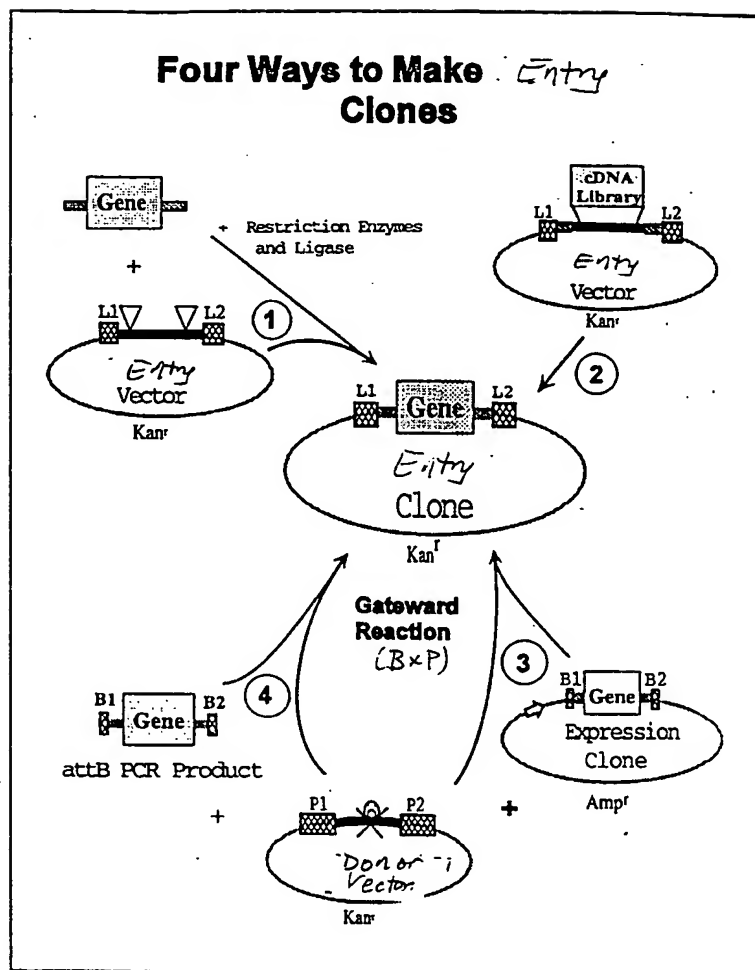 Four Ways to Make Entry
Clones
Gene
+ Restriction Enzymes
and Ligase
+
L1
L2
1
Entry
Vector
Kanr
cDNA
Library
L1
L2
Entry
Vector
Kanr
2
L1
Gene
L2
Entry
Clone
Kanr
Gateward
Reaction
(B×P)
4
3
B1
Gene
B2
attB PCR Product
+
P1
P2
Donor
Vector
Kanr
+
B1
Gene
B2
Expression
Clone
Ampr